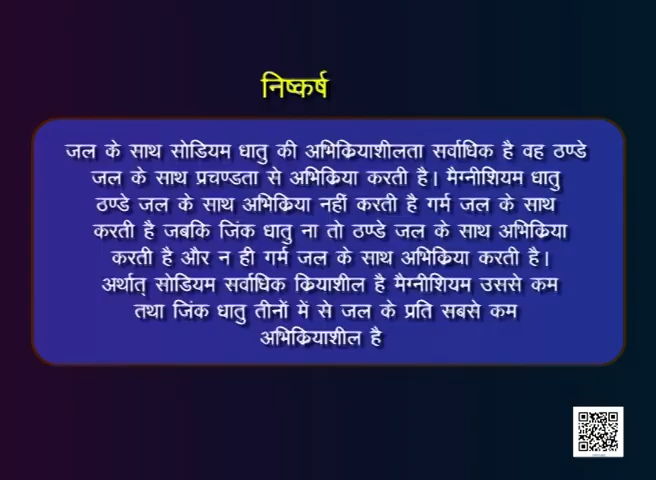 निष्कर्ष
जल के साथ सोडियम धातु की अभिक्रियाशीलता सर्वाधिक है वह ठण्डे
जल के साथ प्रचण्डता से अभिक्रिया करती है। मैग्नीशियम धातु
ठण्डे जल के साथ अभिक्रिया नहीं करती है गर्म जल के साथ
करती है जबकि जिंक धातु ना तो ठण्डे जल के साथ अभिक्रिया
करती है और न ही गर्म जल के साथ अभिक्रिया करती है।
अर्थात् सोडियम सर्वाधिक क्रियाशील है मैग्नीशियम उससे कम
तथा जिंक धातु तीनों में से जल के प्रति सबसे कम
अभिक्रियाशील है